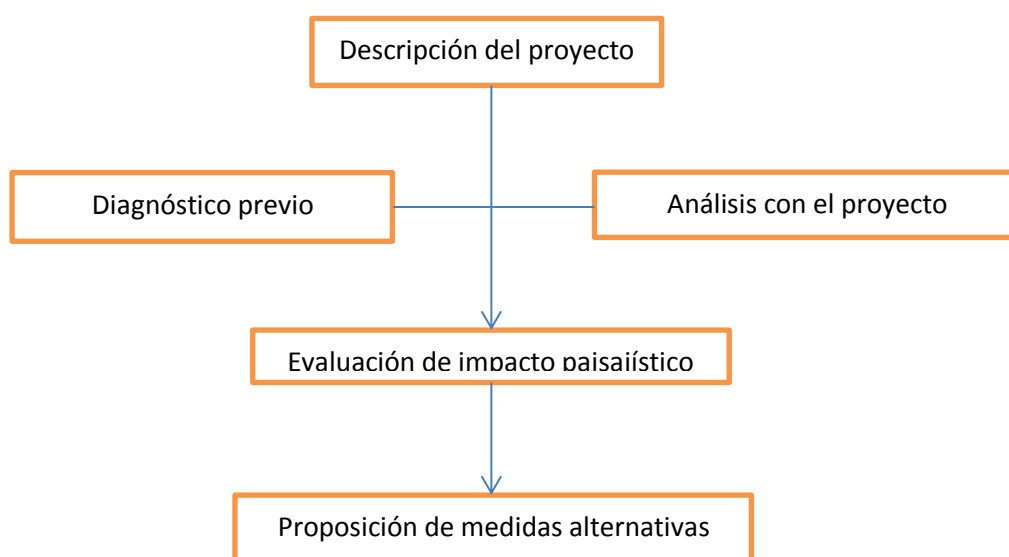 Descripción del proyecto
Diagnóstico previo
Análisis con el proyecto
Evaluación de impacto paisajístico
Proposición de medidas alternativas